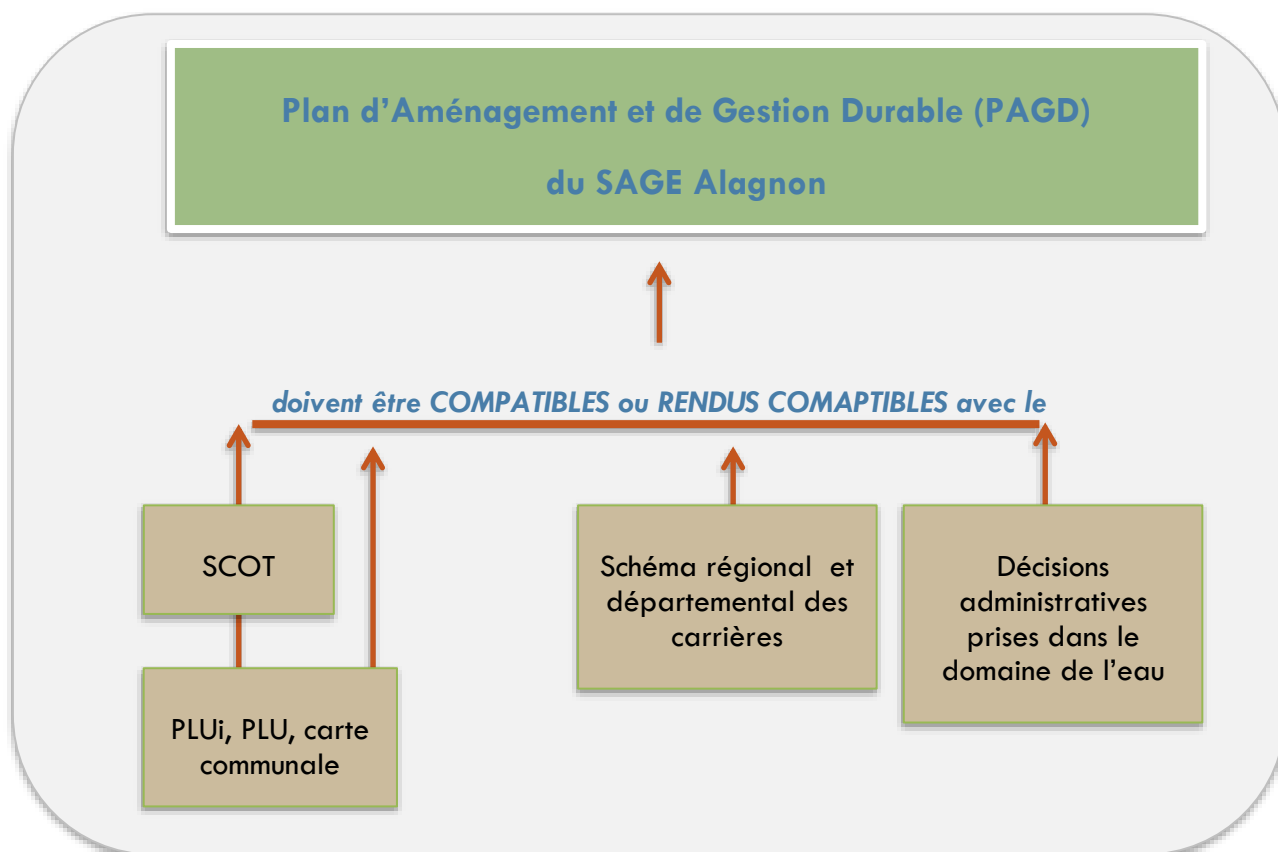 Plan d’Aménagement et de Gestion Durable (PAGD)
du SAGE Alagnon
doivent être COMPATIBLES ou RENDUS COMAPTIBLES avec le
SCOT
PLUi, PLU, carte
communale
Schéma régional et
départemental des
carrières
Décisions
administratives
prises dans le
domaine de l’eau